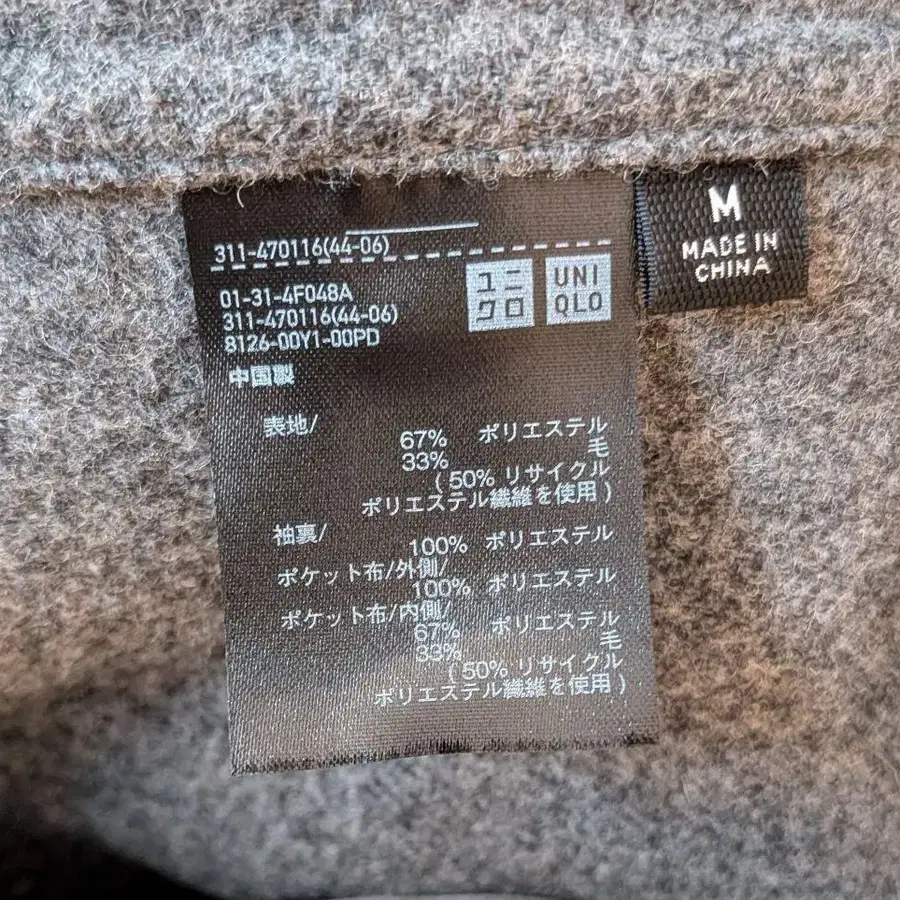 311-470116(44-06)
01-31-4F048A
311-470116(44-06)
8126-00Y1-00PD
中国製
ユニ
クロ
UNI
QLO
M
MADE IN
CHINA
表地/
67% ポリエステル
33% 毛
(50% リサイクル
ポリエステル繊維を使用)
袖裏/
100% ポリエステル
ポケット布/外側/
100% ポリエステル
ポケット布/内側/
67% ポリエステル
33% 毛
(50% リサイクル
ポリエステル繊維を使用)